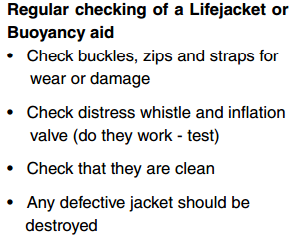 Regular checking of a Lifejacket or
Buoyancy aid
• Check buckles, zips and straps for
wear or damage
• Check distress whistle and inflation
valve (do they work - test)
• Check that they are clean
• Any defective jacket should be
destroyed